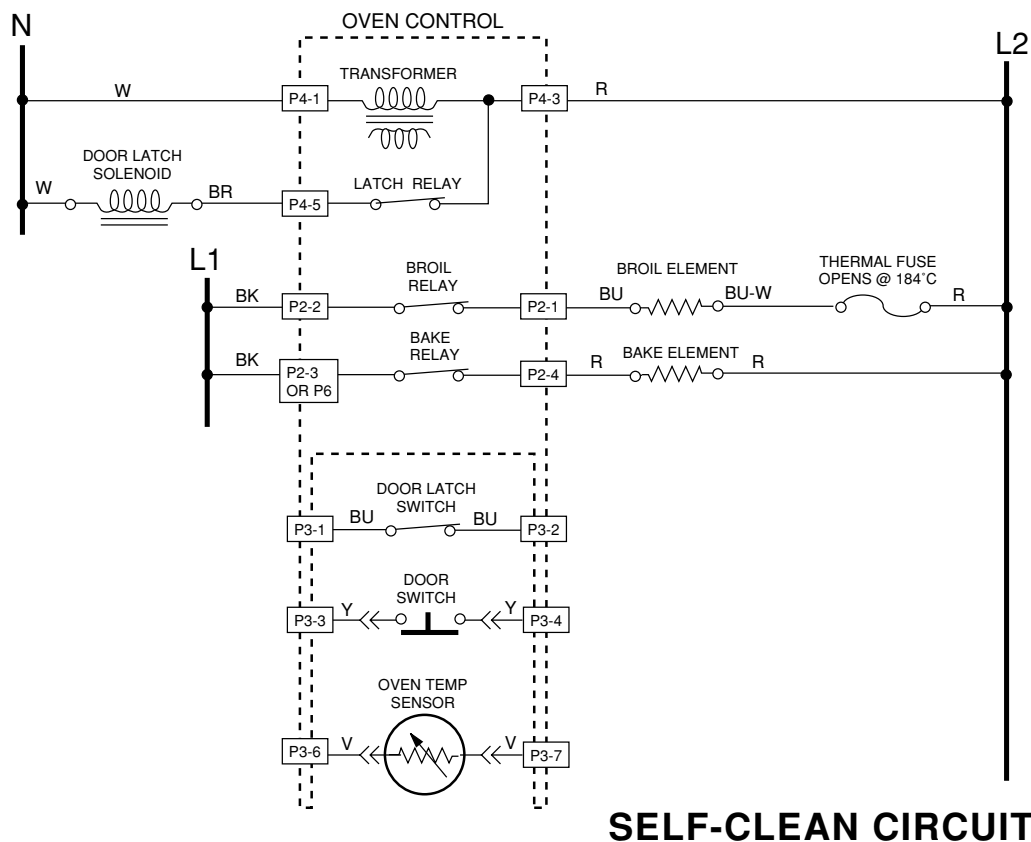 N
OVEN CONTROL
L2
TRANSFORMER
W
P4-1
P4-3
R
DOOR LATCH
SOLENOID
W
BR
P4-5
LATCH RELAY
L1
BROIL
RELAY
BROIL ELEMENT
THERMAL FUSE
OPENS @ 184°C
BK
P2-2
P2-1
BU
BU-W
R
BAKE
RELAY
BAKE ELEMENT
BK
P2-3
OR P6
P2-4
R
R
DOOR LATCH
SWITCH
P3-1
BU
BU
P3-2
DOOR
SWITCH
P3-3
Y
Y
P3-4
OVEN TEMP
SENSOR
P3-6
V
V
P3-7
SELF-CLEAN CIRCUIT